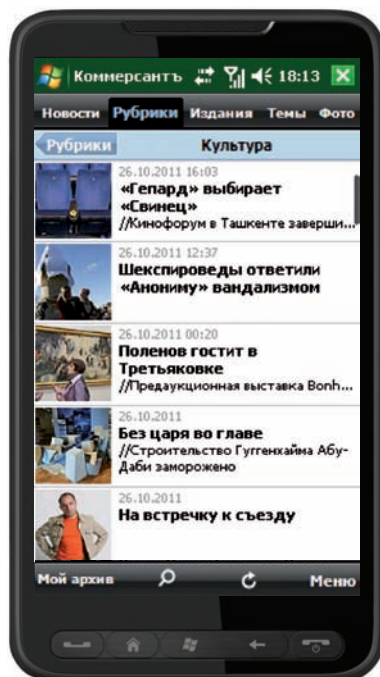 Коммерсантъ 18:13
Новости Рубрики Издания Темы Фото
Рубрики Культура
26.10.2011 16:03
«Гепард» выбирает
«Свинец»
//Кинофорум в Ташкенте заверши...
26.10.2011 12:37
Шекспироведы ответили
«Анониму» вандализмом
26.10.2011 00:20
Поленов гостит в
Третьяковке
//Предаукционная выставка Bonh...
26.10.2011
Без царя во главе
//Строительство Гуггенхайма Абу-
Даби заморожено
26.10.2011
На встречку к съезду
Мой архив Меню